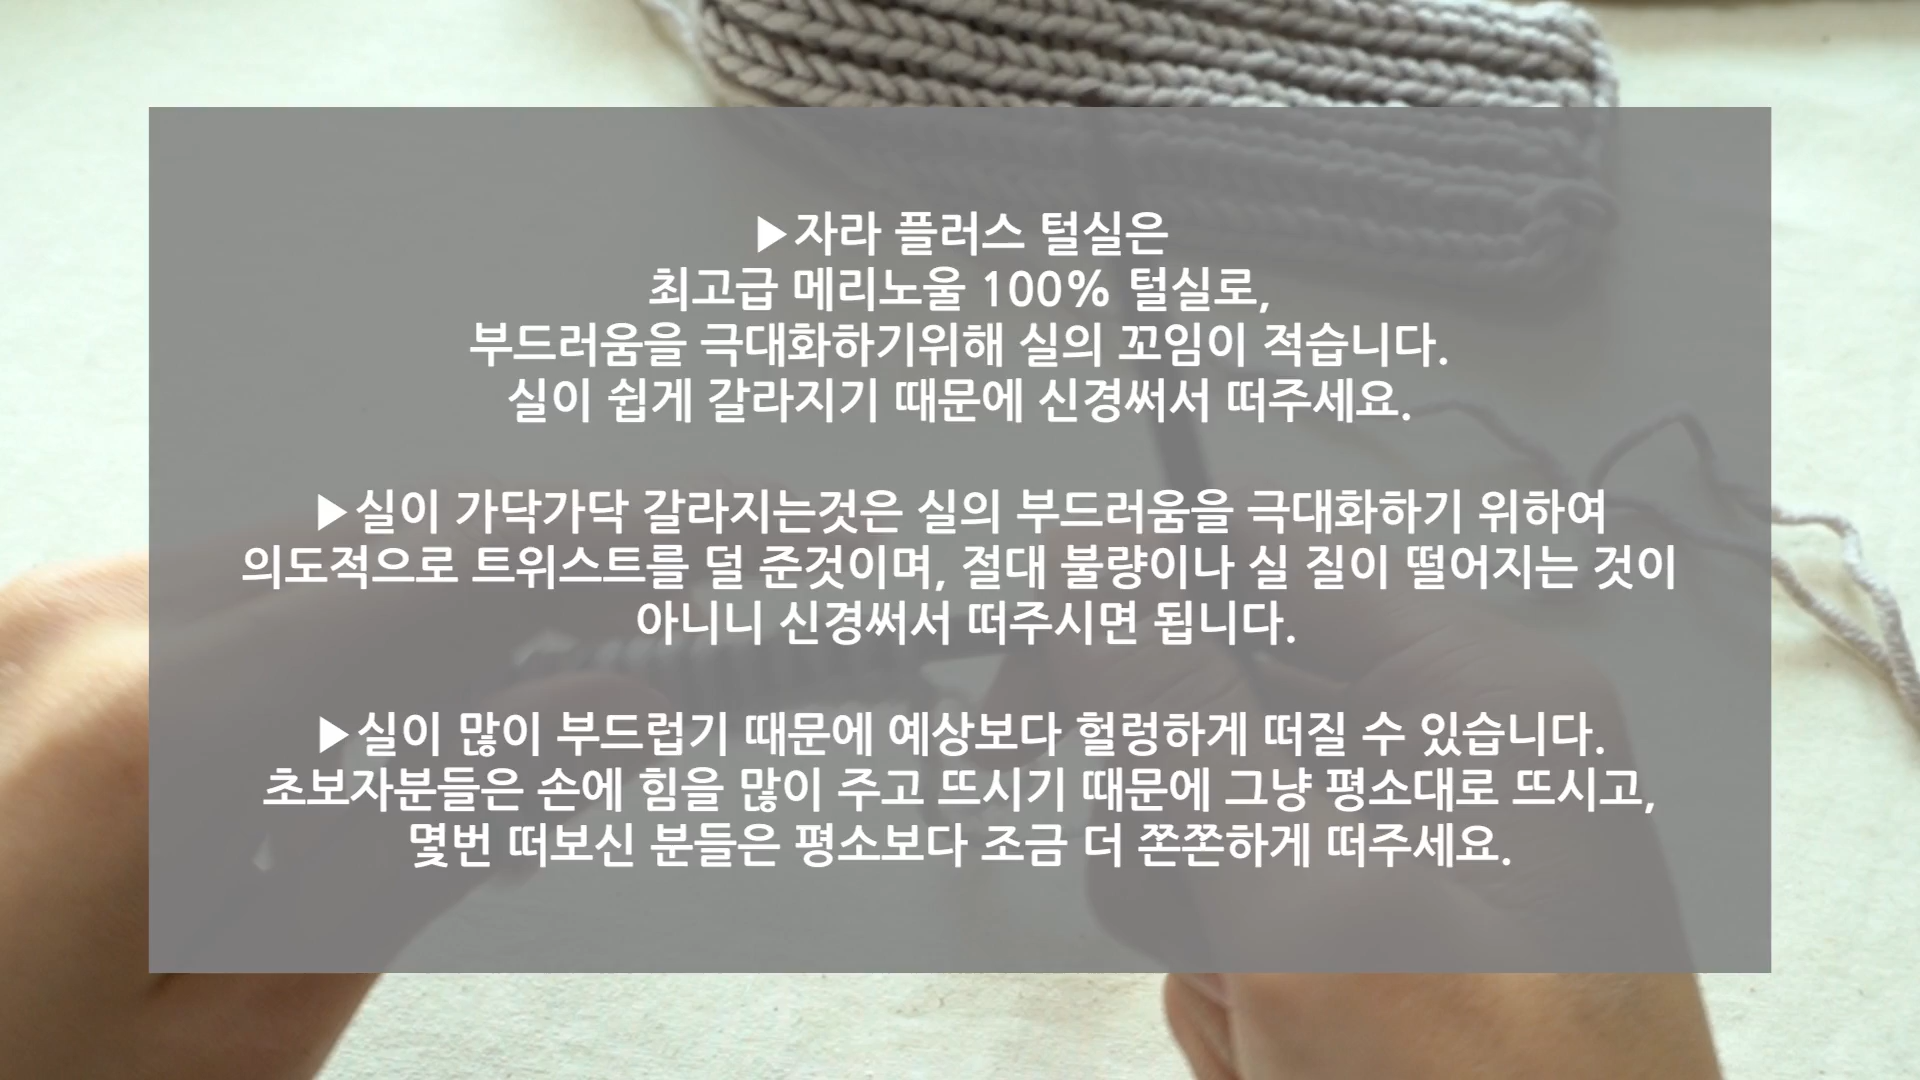 ▶자라 플러스 털실은
최고급 메리노울 100% 털실로,
부드러움을 극대화하기위해 실의 꼬임이 적습니다.
실이 쉽게 갈라지기 때문에 신경써서 떠주세요.
▶실이 가닥가닥 갈라지는것은 실의 부드러움을 극대화하기 위하여
의도적으로 트위스트를 덜 준것이며, 절대 불량이나 실 질이 떨어지는 것이
아니니 신경써서 떠주시면 됩니다.
▶실이 많이 부드럽기 때문에 예상보다 헐렁하게 떠질 수 있습니다.
초보자분들은 손에 힘을 많이 주고 뜨시기 때문에 그냥 평소대로 뜨시고,
몇번 떠보신 분들은 평소보다 조금 더 쫀쫀하게 떠주세요.